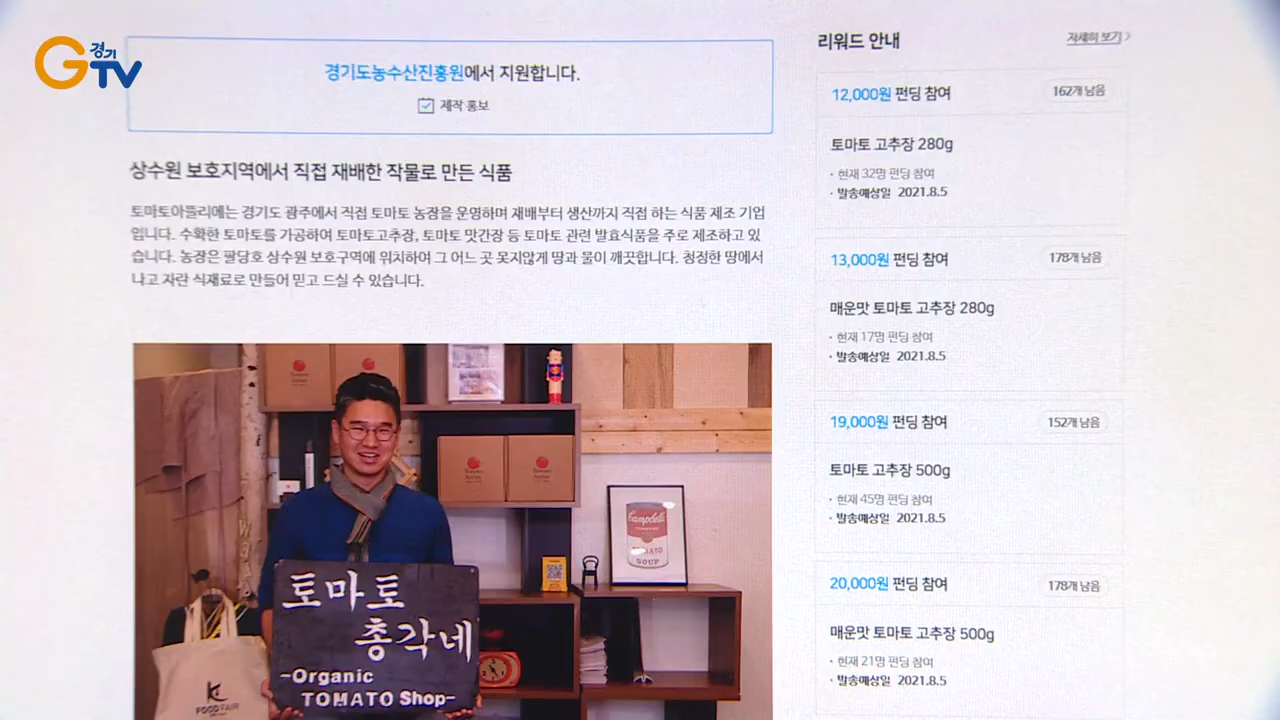 경기
GTV
경기도농수산진흥원에서 지원합니다.
제작 홍보
상수원 보호지역에서 직접 재배한 작물로 만든 식품
토마토아뜰리에는 경기도 광주에서 직접 토마토 농장을 운영하며 재배부터 생산까지 직접 하는 식품 제조 기업
입니다. 수확한 토마토를 가공하여 토마토고추장, 토마토 맛간장 등 토마토 관련 발효식품을 주로 제조하고 있
습니다. 농장은 팔당호 상수원 보호구역에 위치하여 그 어느 곳 못지않게 땅과 물이 깨끗합니다. 청정한 땅에서
나고 자란 식재료로 만들어 믿고 드실 수 있습니다.
Campbell's
TOMATO
SOUP
토마토
총각네
-Organic
TOMATO Shop-
FOOD FAIR
리워드 안내
자세히 보기 >
12,000원 펀딩 참여
162개 남음
토마토 고추장 280g
· 현재 32명 펀딩 참여
· 발송예상일 2021.8.5
13,000원 펀딩 참여
178개 남음
매운맛 토마토 고추장 280g
· 현재 17명 펀딩 참여
· 발송예상일 2021.8.5
19,000원 펀딩 참여
152개 남음
토마토 고추장 500g
· 현재 45명 펀딩 참여
· 발송예상일 2021.8.5
20,000원 펀딩 참여
178개 남음
매운맛 토마토 고추장 500g
· 현재 21명 펀딩 참여
· 발송예상일 2021.8.5